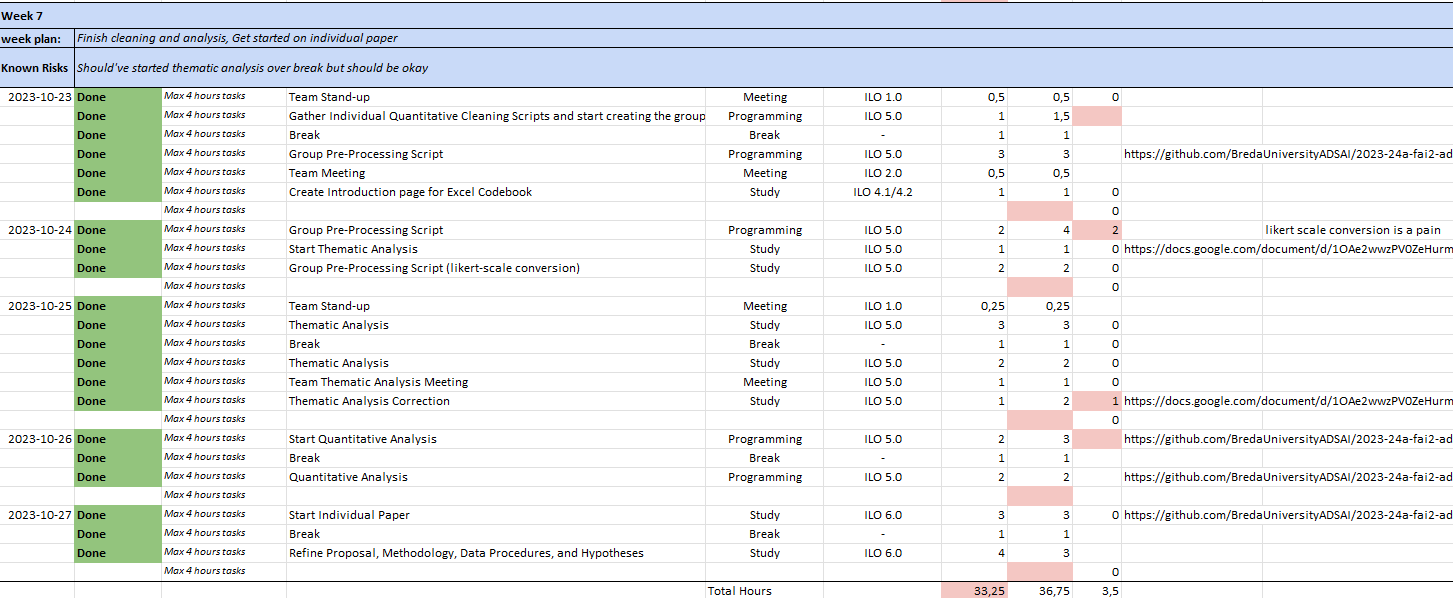 Week 7
week plan: Finish cleaning and analysis, Get started on individual paper
Known Risks Should've started thematic analysis over break but should be okay
2023-10-23 Done Max 4 hours tasks Team Stand-up Meeting ILO 1.0 0,5 0,5 0
Done Max 4 hours tasks Gather Individual Quantitative Cleaning Scripts and start creating the group Programming ILO 5.0 1 1,5
Done Max 4 hours tasks Break Break - 1 1
Done Max 4 hours tasks Group Pre-Processing Script Programming ILO 5.0 3 3 https://github.com/BredaUniversityADSAI/2023-24a-fai2-ad
Done Max 4 hours tasks Team Meeting Meeting ILO 2.0 0,5 0,5
Done Max 4 hours tasks Create Introduction page for Excel Codebook Study ILO 4.1/4.2 1 1 0
Max 4 hours tasks 0
2023-10-24 Done Max 4 hours tasks Group Pre-Processing Script Programming ILO 5.0 2 4 2 likert scale conversion is a pain
Done Max 4 hours tasks Start Thematic Analysis Study ILO 5.0 1 1 0 https://docs.google.com/document/d/1OAe2wwzPV0ZeHurm
Done Max 4 hours tasks Group Pre-Processing Script (likert-scale conversion) Study ILO 5.0 2 2 0
Max 4 hours tasks 0
2023-10-25 Done Max 4 hours tasks Team Stand-up Meeting ILO 1.0 0,25 0,25
Done Max 4 hours tasks Thematic Analysis Study ILO 5.0 3 3 0
Done Max 4 hours tasks Break Break - 1 1 0
Done Max 4 hours tasks Thematic Analysis Study ILO 5.0 2 2 0
Done Max 4 hours tasks Team Thematic Analysis Meeting Meeting ILO 5.0 1 1 0
Done Max 4 hours tasks Thematic Analysis Correction Study ILO 5.0 1 2 1 https://docs.google.com/document/d/1OAe2wwzPV0ZeHurm
Max 4 hours tasks 0
2023-10-26 Done Max 4 hours tasks Start Quantitative Analysis Programming ILO 5.0 2 3 https://github.com/BredaUniversityADSAI/2023-24a-fai2-ad
Done Max 4 hours tasks Break Break - 1 1
Done Max 4 hours tasks Quantitative Analysis Programming ILO 5.0 2 2 https://github.com/BredaUniversityADSAI/2023-24a-fai2-ad
Max 4 hours tasks
2023-10-27 Done Max 4 hours tasks Start Individual Paper Study ILO 6.0 3 3 0 https://github.com/BredaUniversityADSAI/2023-24a-fai2-ad
Done Max 4 hours tasks Break Break - 1 1
Done Max 4 hours tasks Refine Proposal, Methodology, Data Procedures, and Hypotheses Study ILO 6.0 4 3
Max 4 hours tasks 0
Total Hours 33,25 36,75 3,5